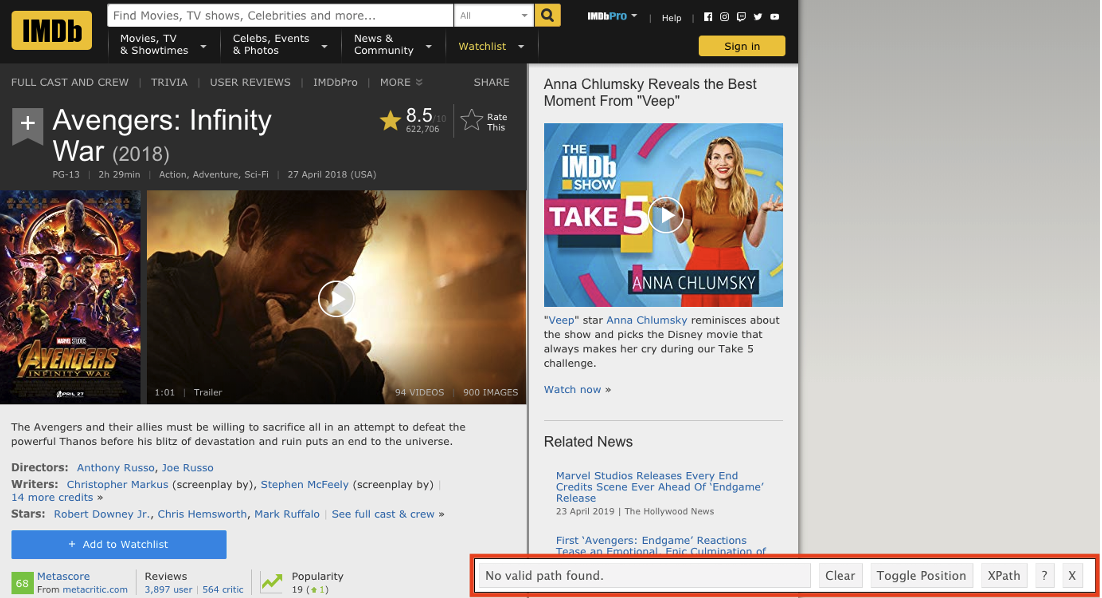 IMDb
Find Movies, TV shows, Celebrities and more...
All
IMDbPro
|
Help
|
Movies, TV
& Showtimes
Celebs, Events
& Photos
News &
Community
Watchlist
Sign in
FULL CAST AND CREW | TRIVIA | USER REVIEWS | IMDbPro | MORE
SHARE
+
Avengers: Infinity
War (2018)
8.5/10
622,706
Rate
This
PG-13 | 2h 29min | Action, Adventure, Sci-Fi | 27 April 2018 (USA)
MARVEL STUDIOS
AVENGERS
INFINITY WAR
APRIL 27
1:01 | Trailer
94 VIDEOS | 900 IMAGES
The Avengers and their allies must be willing to sacrifice all in an attempt to defeat the
powerful Thanos before his blitz of devastation and ruin puts an end to the universe.
Directors: Anthony Russo, Joe Russo
Writers: Christopher Markus (screenplay by), Stephen McFeely (screenplay by) |
14 more credits »
Stars: Robert Downey Jr., Chris Hemsworth, Mark Ruffalo | See full cast & crew »
+ Add to Watchlist
68
Metascore
From metacritic.com
Reviews
3,897 user | 564 critic
Popularity
19 (1)
Anna Chlumsky Reveals the Best
Moment From "Veep"
THE
IMDb
SHOW
TAKE 5
ANNA CHLUMSKY
"Veep" star Anna Chlumsky reminisces about
the show and picks the Disney movie that
always makes her cry during our Take 5
challenge.
Watch now »
Related News
Marvel Studios Releases Every End
Credits Scene Ever Ahead Of ‘Endgame’
Release
23 April 2019 | The Hollywood News
First ‘Avengers: Endgame’ Reactions
Tease an Emotional, Epic Culmination of
No valid path found.
Clear
Toggle Position
XPath
?
X